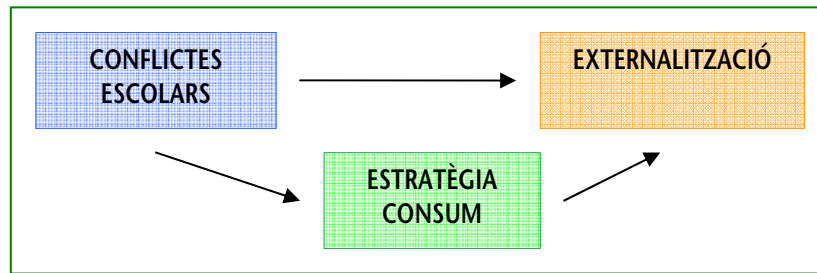 CONFLICTES
ESCOLARS
EXTERNALITZACIÓ
ESTRATÈGIA
CONSUM